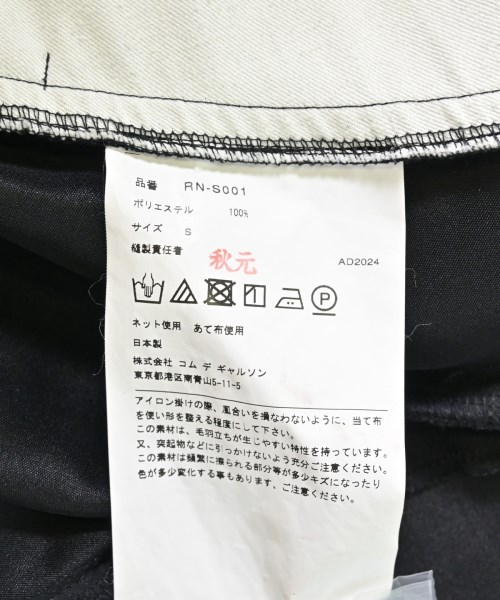 品番 RN-S001
ポリエステル 100%
サイズ S
縫製責任者 秋元 AD2024
P
ネット使用 あて布使用
日本製
株式会社 コム デ ギャルソン
東京都港区南青山5-11-5
アイロン掛けの際、風合いを損なわないように、当て布
を使い形を整える程度にして下さい。
この素材は、毛羽立ちが生じやすい特性を持っています。
又、突起物などに引っかけないよう充分ご注意ください。
この素材は頻繁に擦られる部分等が多少キズになったり
色が多少変化する事もあります、ご注意ください。